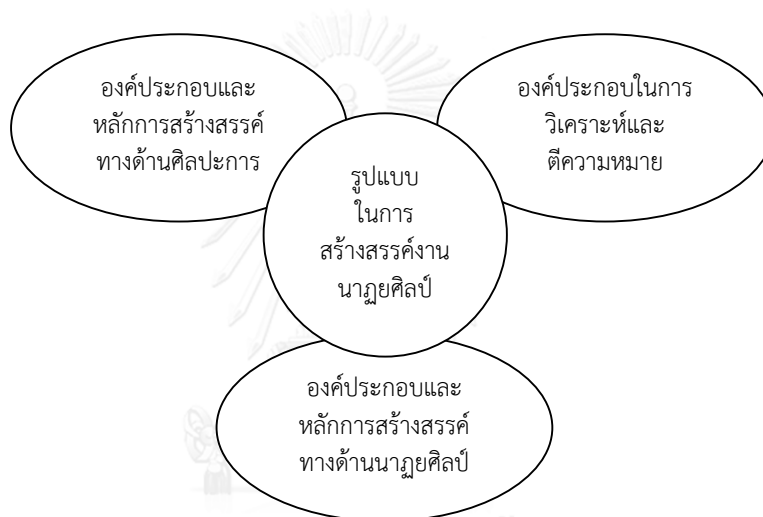 องค์ประกอบและ
หลักการสร้างสรรค์
ทางด้านศิลปะการ
องค์ประกอบในการ
วิเคราะห์และ
ตีความหมาย
รูปแบบ
ในการ
สร้างสรรค์งาน
นาฏยศิลป์
องค์ประกอบและ
หลักการสร้างสรรค์
ทางด้านนาฏยศิลป์